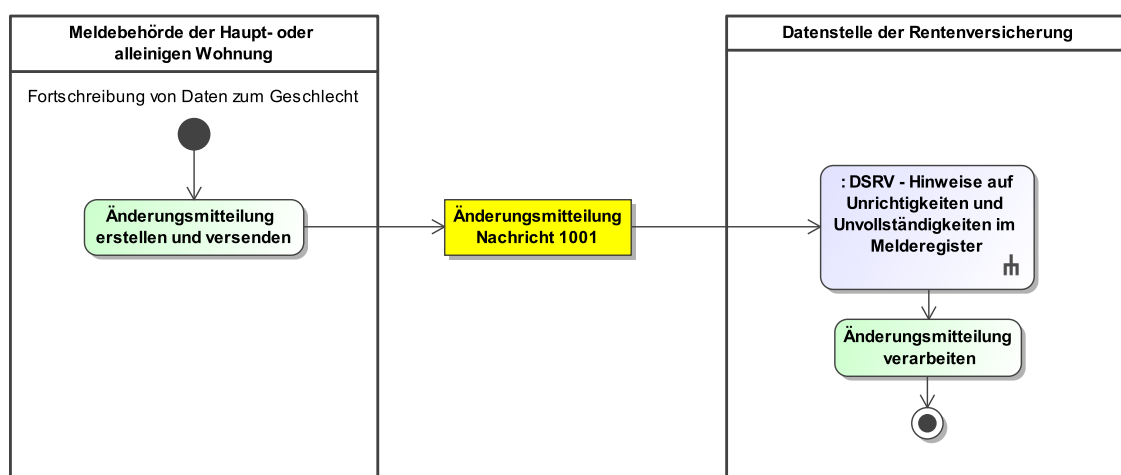 Meldebehörde der Haupt- oder
alleinigen Wohnung
Fortschreibung von Daten zum Geschlecht
Änderungsmitteilung
erstellen und versenden
Änderungsmitteilung
Nachricht 1001
Datenstelle der Rentenversicherung
: DSRV - Hinweise auf
Unrichtigkeiten und
Unvollständigkeiten im
Melderegister
Änderungsmitteilung
verarbeiten